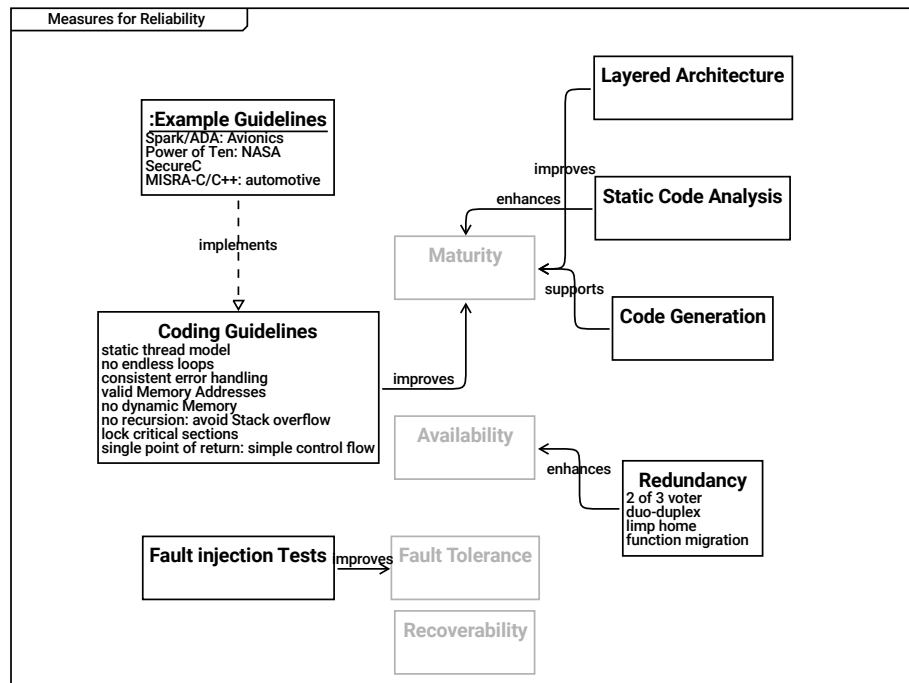 Measures for Reliability
Layered Architecture
:Example Guidelines
Spark/ADA: Avionics
Power of Ten: NASA
SecureC
MISRA-C/C++: automotive
improves
enhances
Static Code Analysis
implements
Maturity
supports
Code Generation
Coding Guidelines
static thread model
no endless loops
consistent error handling
valid Memory Addresses
no dynamic Memory
no recursion: avoid Stack overflow
lock critical sections
single point of return: simple control flow
improves
Availability
enhances
Redundancy
2 of 3 voter
duo-duplex
limp home
function migration
Fault injection Tests
improves
Fault Tolerance
Recoverability